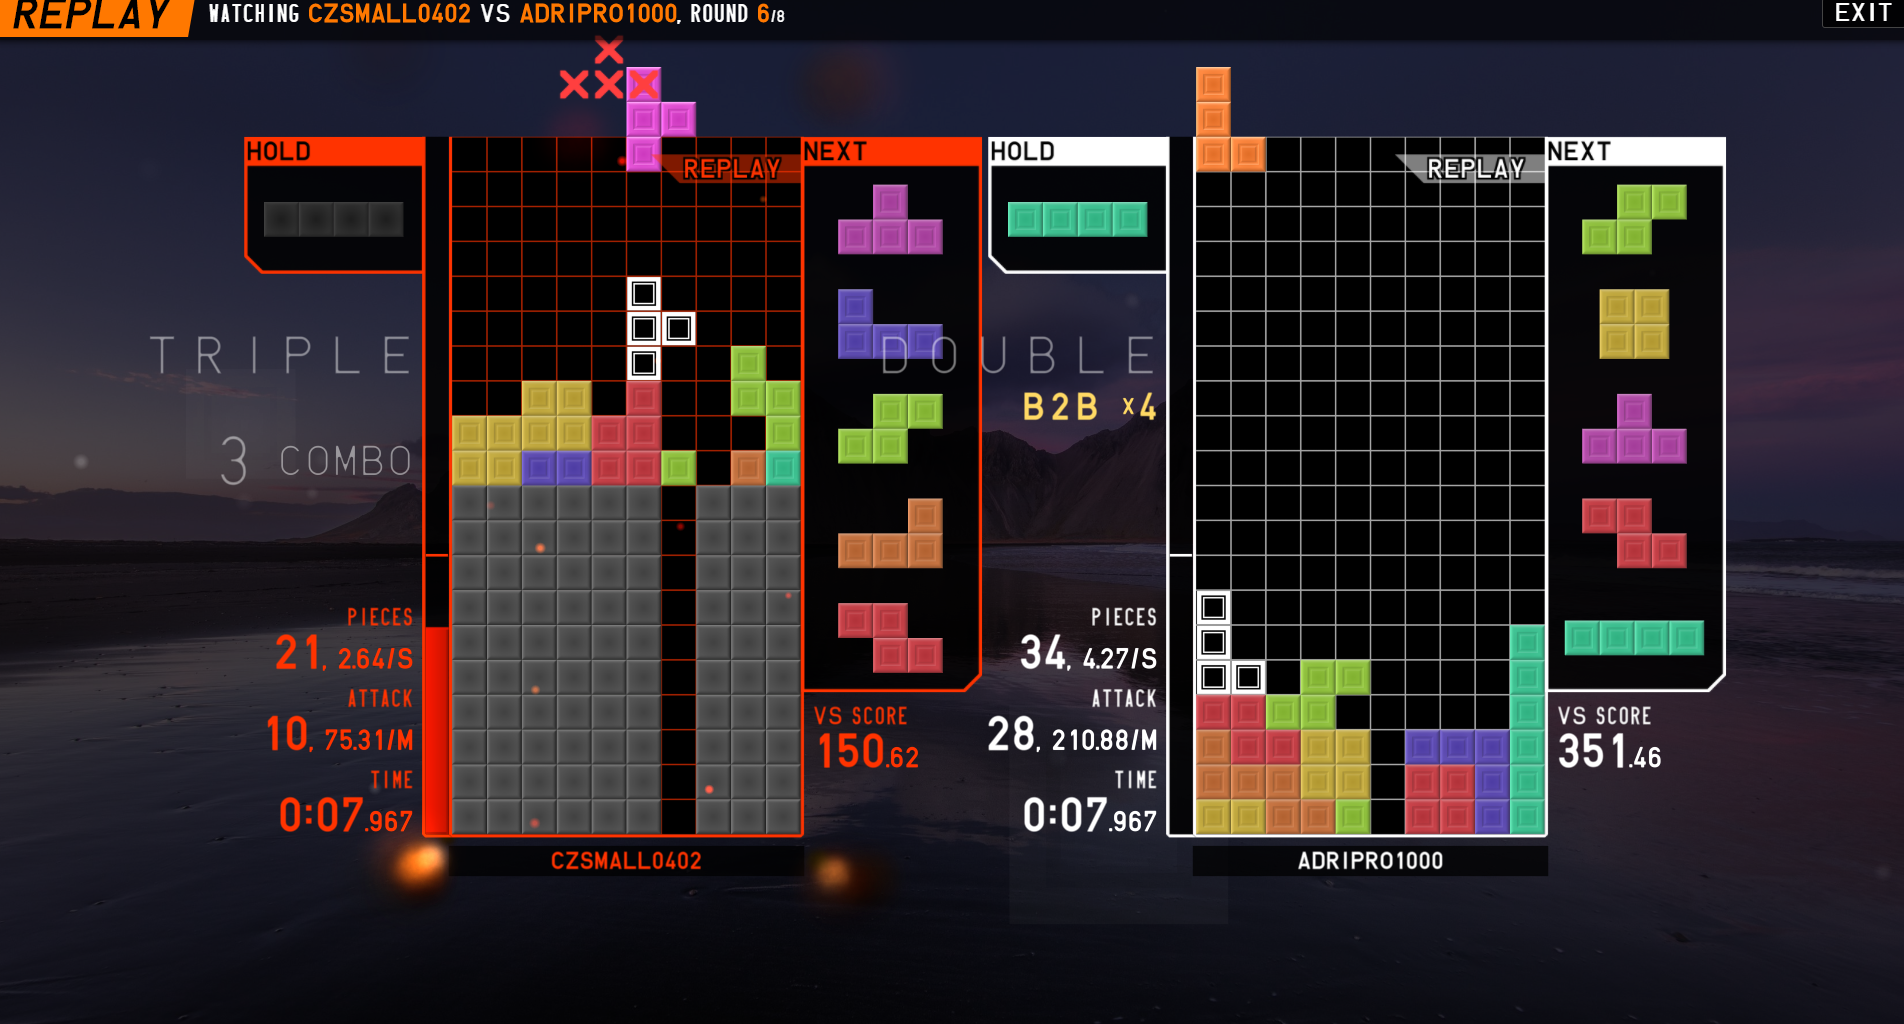 REPLAY WATCHING CZSMALL0402 VS ADRIPRO1000, ROUND 6/8 EXIT
HOLD
REPLAY
NEXT
TRIPLE
3 COMBO
PIECES
21, 2.64/S
ATTACK
10, 75.31/M
TIME
0:07.967
VS SCORE
150.62
CZSMALL0402
HOLD
REPLAY
NEXT
DOUBLE
B2B ×4
PIECES
34, 4.27/S
ATTACK
28, 210.88/M
TIME
0:07.967
VS SCORE
351.46
ADRIPRO1000